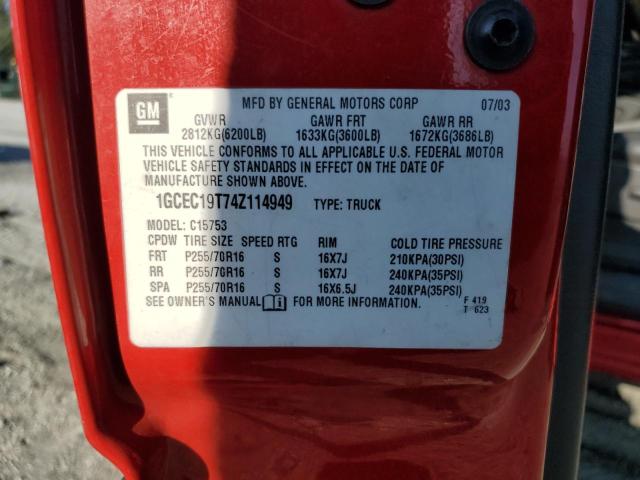 GM
MFD BY GENERAL MOTORS CORP 07/03
GVWR GAWR FRT GAWR RR
2812KG(6200LB) 1633KG(3600LB) 1672KG(3686LB)
THIS VEHICLE CONFORMS TO ALL APPLICABLE U.S. FEDERAL MOTOR
VEHICLE SAFETY STANDARDS IN EFFECT ON THE DATE OF
MANUFACTURE SHOWN ABOVE.
1GCEC19T74Z114949 TYPE: TRUCK
MODEL: C15753
CPDW TIRE SIZE SPEED RTG RIM COLD TIRE PRESSURE
FRT P255/70R16 S 16X7J 210KPA(30PSI)
RR P255/70R16 S 16X7J 240KPA(35PSI)
SPA P255/70R16 S 16X6.5J 240KPA(35PSI)
SEE OWNER'S MANUAL FOR MORE INFORMATION.
F 419
T 623